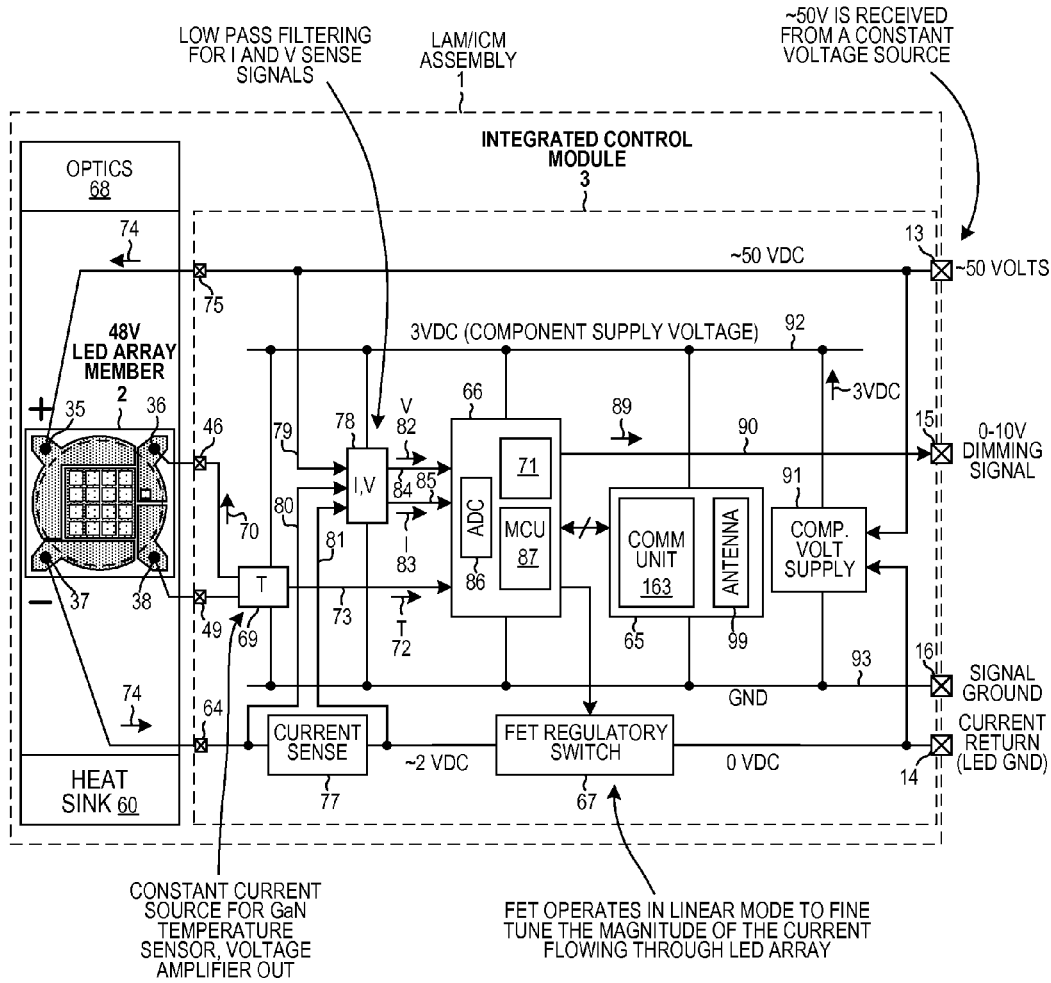 LOW PASS FILTERING
FOR I AND V SENSE
SIGNALS
LAM/ICM
ASSEMBLY
1
~50V IS RECEIVED
FROM A CONSTANT
VOLTAGE SOURCE
INTEGRATED CONTROL
MODULE
3
OPTICS
68
74
75
~50 VDC
13
~50 VOLTS
3VDC (COMPONENT SUPPLY VOLTAGE)
92
3VDC
48V
LED ARRAY
MEMBER
2
+
35
36
46
79
78
V
82
66
89
90
15
0-10V
DIMMING
SIGNAL
70
80
I,V
84
85
71
ADC
86
MCU
87
81
I
83
COMM
UNIT
163
ANTENNA
91
COMP.
VOLT
SUPPLY
–
37
38
49
T
69
73
T
72
65
99
16
SIGNAL
GROUND
93
GND
74
64
CURRENT
SENSE
77
~2 VDC
FET REGULATORY
SWITCH
67
0 VDC
CURRENT
RETURN
(LED GND)
14
HEAT
SINK 60
CONSTANT CURRENT
SOURCE FOR GaN
TEMPERATURE
SENSOR, VOLTAGE
AMPLIFIER OUT
FET OPERATES IN LINEAR MODE TO FINE
TUNE THE MAGNITUDE OF THE CURRENT
FLOWING THROUGH LED ARRAY